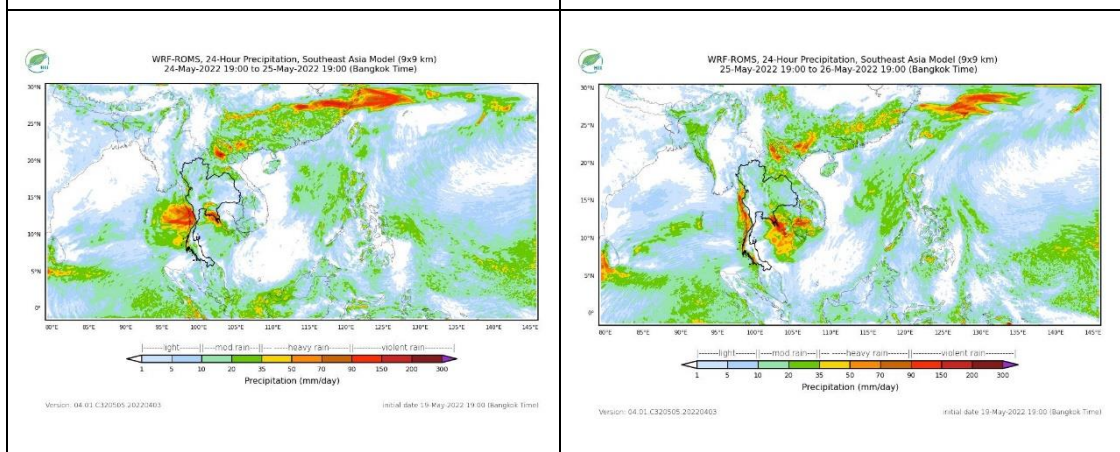 WRF-ROMS, 24-Hour Precipitation, Southeast Asia Model (9x9 km)
24-May-2022 19:00 to 25-May-2022 19:00 (Bangkok Time)
30°N
25°N
20°N
15°N
10°N
5°N
0°
80°E 85°E 90°E 95°E 100°E 105°E 110°E 115°E 120°E 125°E 130°E 135°E 140°E 145°E
|-------light-------||----mod.rain----||--- -heavy rain-------||-------violent rain-------|
1 5 10 20 35 50 70 90 150 200 300
Precipitation (mm/day)
Version: 04.01.C320505.20220403
initial date 19-May-2022 19:00 (Bangkok Time)
WRF-ROMS, 24-Hour Precipitation, Southeast Asia Model (9x9 km)
25-May-2022 19:00 to 26-May-2022 19:00 (Bangkok Time)
30°N
25°N
20°N
15°N
10°N
5°N
0°
80°E 85°E 90°E 95°E 100°E 105°E 110°E 115°E 120°E 125°E 130°E 135°E 140°E 145°E
|-------light-------||----mod.rain----||--- -heavy rain-------||-------violent rain-------|
1 5 10 20 35 50 70 90 150 200 300
Precipitation (mm/day)
Version: 04.01.C320505.20220403
initial date 19-May-2022 19:00 (Bangkok Time)